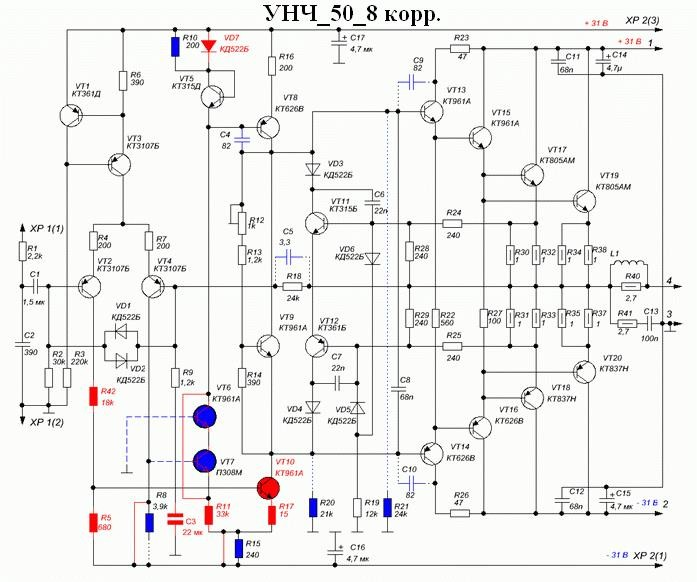 УНЧ_50_8 корр.
+ 31 В
XP 2(3)
R10
200
VD7
КД522Б
VT5
КТ315Д
R16
200
C17
4,7 мк
R23
47
+ 31 В
1
C9
82
C11
68n
C14
4,7µ
VT1
КТ361Д
R6
390
VT8
КТ626В
C4
82
VT13
КТ961А
VT15
КТ961А
VT3
КТ3107Б
VD3
КД522Б
VT17
КТ805АМ
VT19
КТ805АМ
C6
22n
VT11
КТ315Б
R12
1k
R24
240
XP 1(1)
R1
2,2k
R4
200
R7
200
C5
3,3
R13
1,2k
VD6
КД522Б
R28
240
R30
1
R32
1
R34
1
R38
1
L1
C1
1,5 мк
VT2
КТ3107Б
VT4
КТ3107Б
R18
24k
R40
2,7
4
VD1
КД522Б
VT9
КТ961А
VT12
КТ361Б
R29
240
R22
560
R27
100
R31
1
R33
1
R35
1
R37
1
R41
2,7
C13
100n
3
C2
390
R2
30k
R3
220k
VD2
КД522Б
R9
1,2k
R14
390
C7
22n
R25
240
VT20
КТ837Н
VT18
КТ837Н
C8
68n
R42
18k
VT6
КТ961А
VD4
КД522Б
VD5
КД522Б
VT16
КТ626В
XP 1(2)
VT7
П308М
VT10
КТ961А
VT14
КТ626В
C10
82
R5
680
R8
3,9k
C3
22 мк
R11
33k
R17
15
R20
21k
R19
12k
R21
24k
R26
47
C12
68n
C15
4,7 мк
- 31 В
2
R15
240
C16
4,7 мк
- 31 В
XP 2(1)